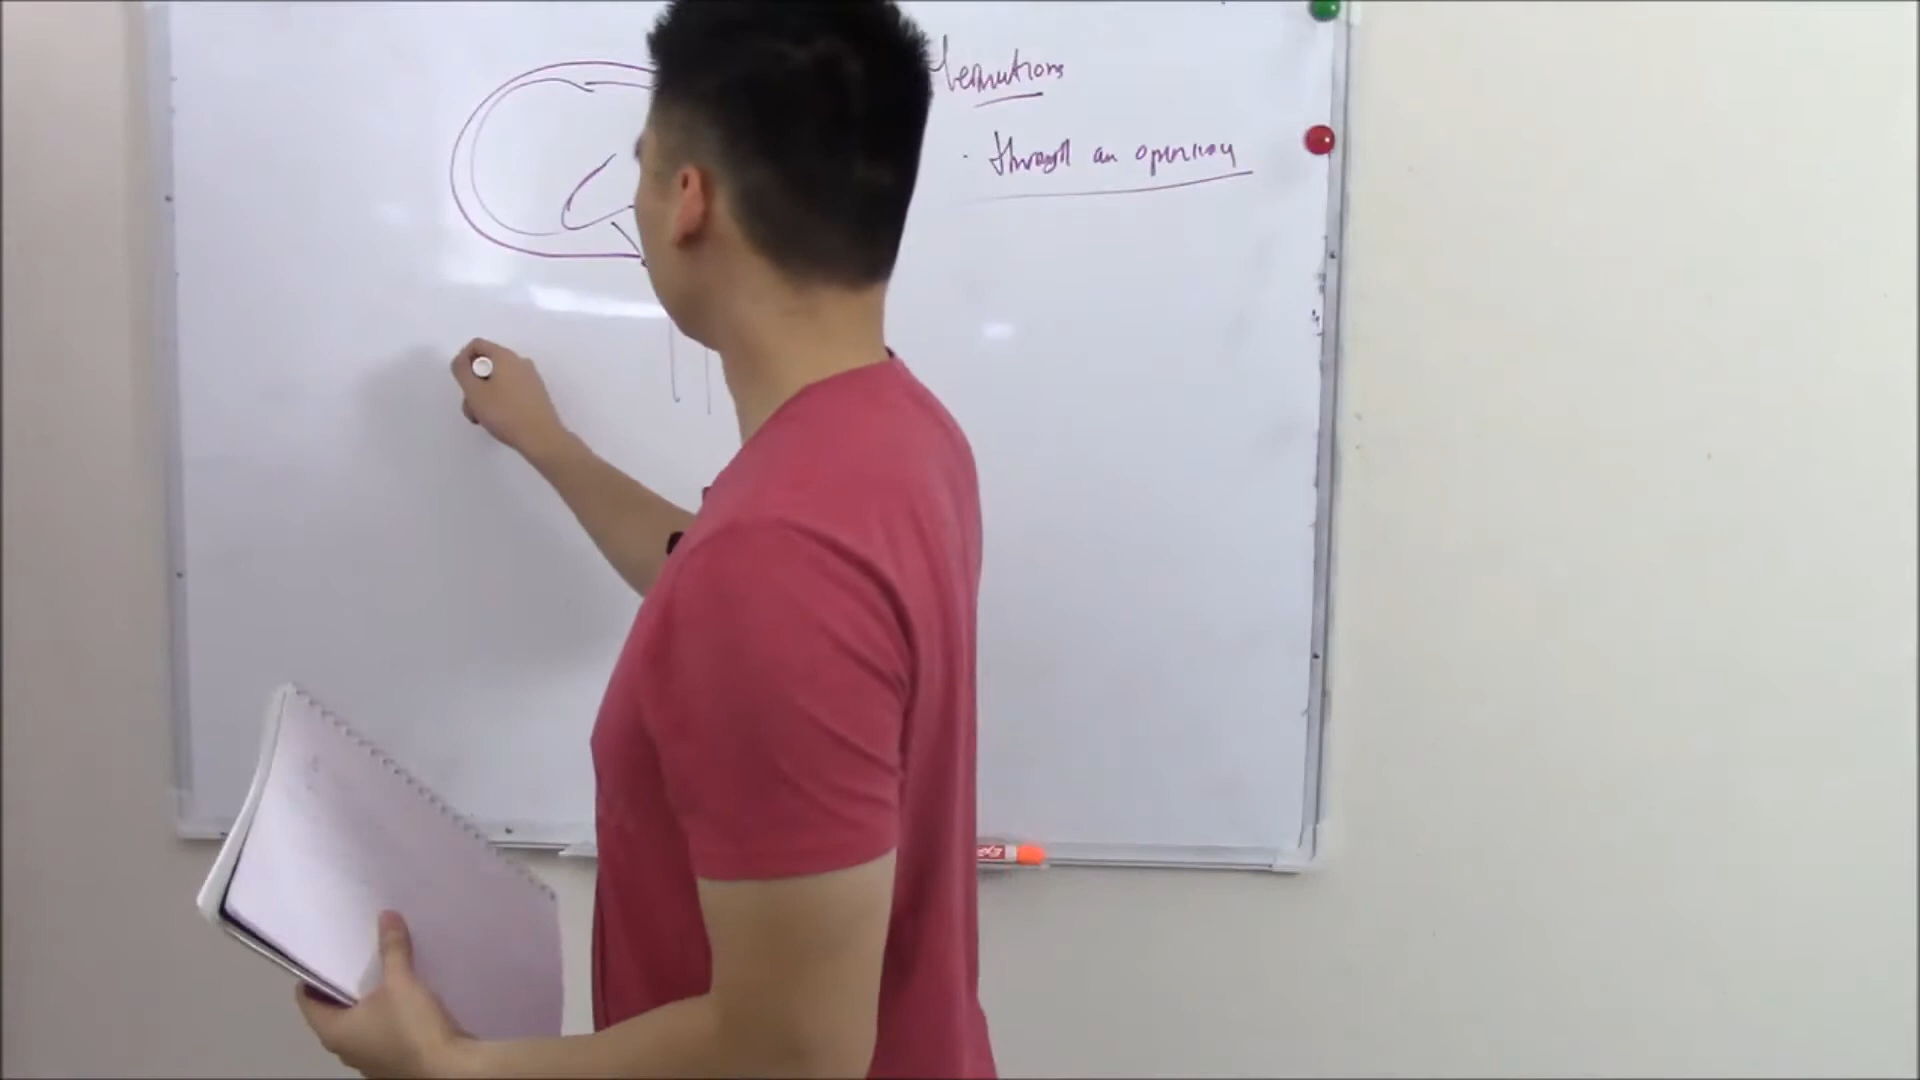 Herniations
· through an opening